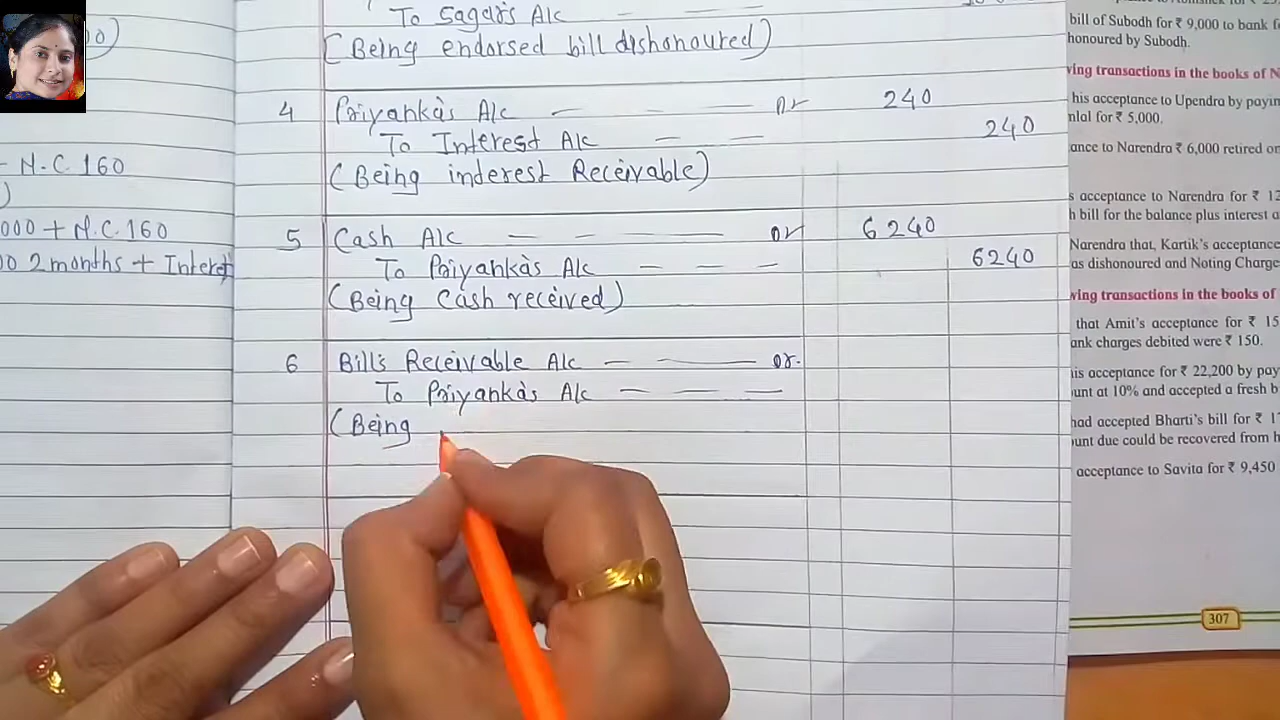 To Sagar's A/c
(Being endorsed bill dishonoured)
4 Priyanka's A/c — — — Dr 240
To Interest A/c — — 240
(Being inderest Receivable)
5 Cash A/c — — — Dr 6240
To Priyanka's A/c — — — 6240
(Being Cash received)
6 Bill's Receivable A/c — — Dr.
To Priyanka's A/c — — —
(Being
- N.C. 160
)
000 + N.C. 160
00 2 months + Interest
bill of Subodh for ₹ 9,000 to bank f
honoured by Subodh.
ving transactions in the books of N
his acceptance to Upendra by payin
nlal for ₹ 5,000.
ance to Narendra ₹ 6,000 retired on
s acceptance to Narendra for ₹ 12
h bill for the balance plus interest a
Narendra that, Kartik's acceptance
as dishonoured and Noting Charge
ving transactions in the books of
that Amit's acceptance for ₹ 15
ank charges debited were ₹ 150.
is acceptance for ₹ 22,200 by pay
unt at 10% and accepted a fresh b
had accepted Bharti's bill for ₹ 1
unt due could be recovered from h
acceptance to Savita for ₹ 9,450
307